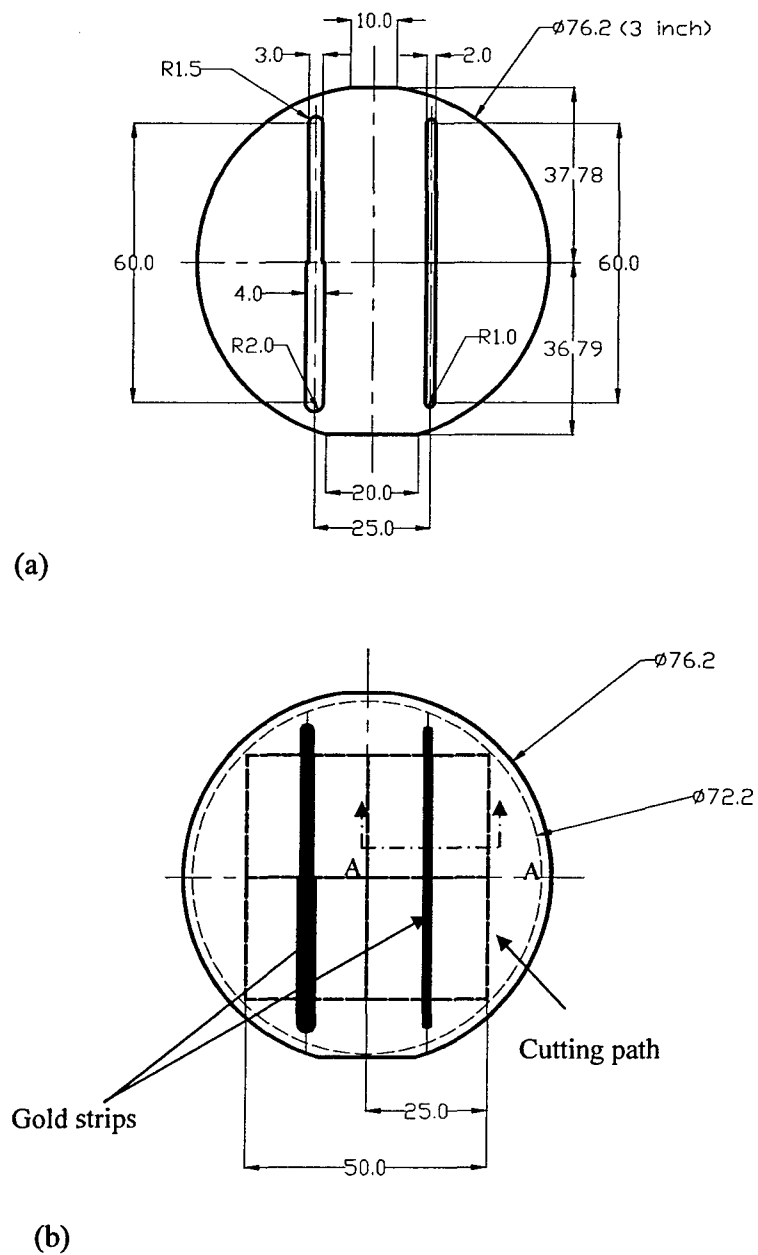 10.0
Ø76.2 (3 inch)
3.0
2.0
R1.5
37.78
60.0
60.0
4.0
R2.0
R1.0
36.79
20.0
25.0
(a)
Ø76.2
Ø72.2
A
A
Cutting path
Gold strips
25.0
50.0
(b)